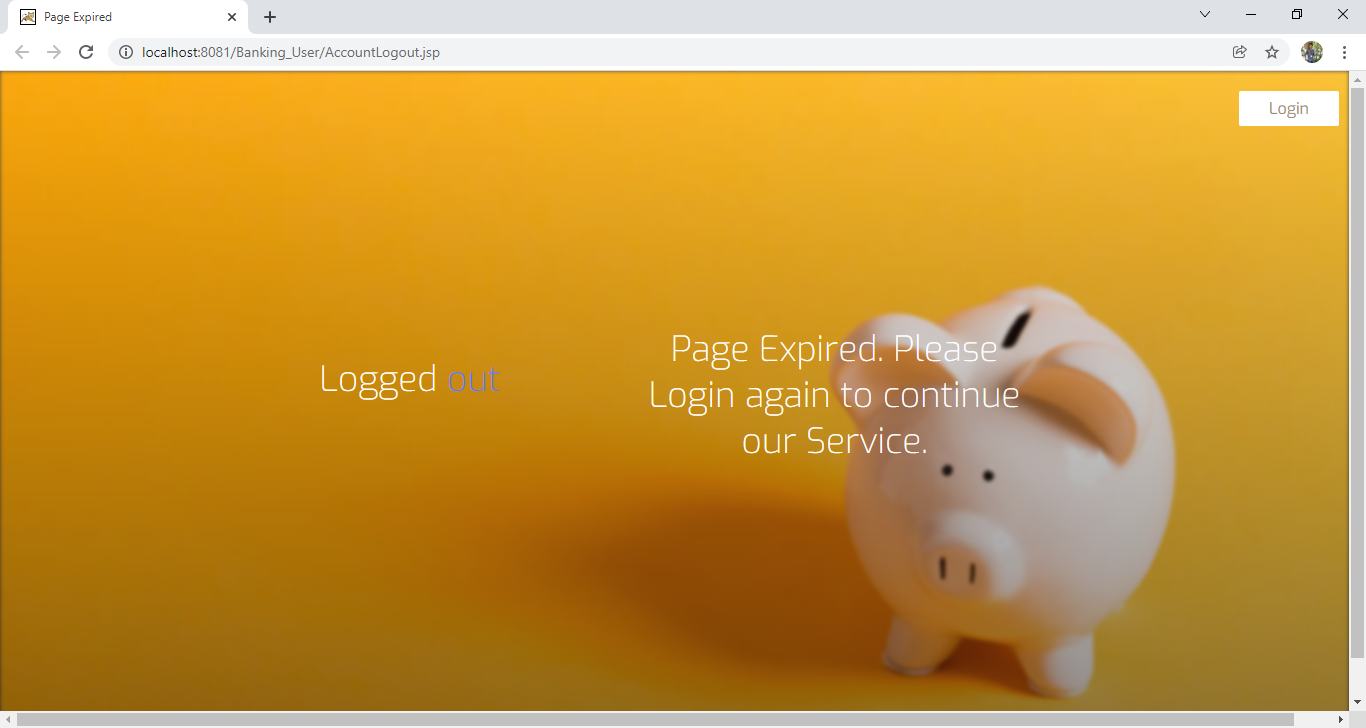 Page Expired
localhost:8081/Banking_User/AccountLogout.jsp
Login
Logged out
Page Expired. Please
Login again to continue
our Service.